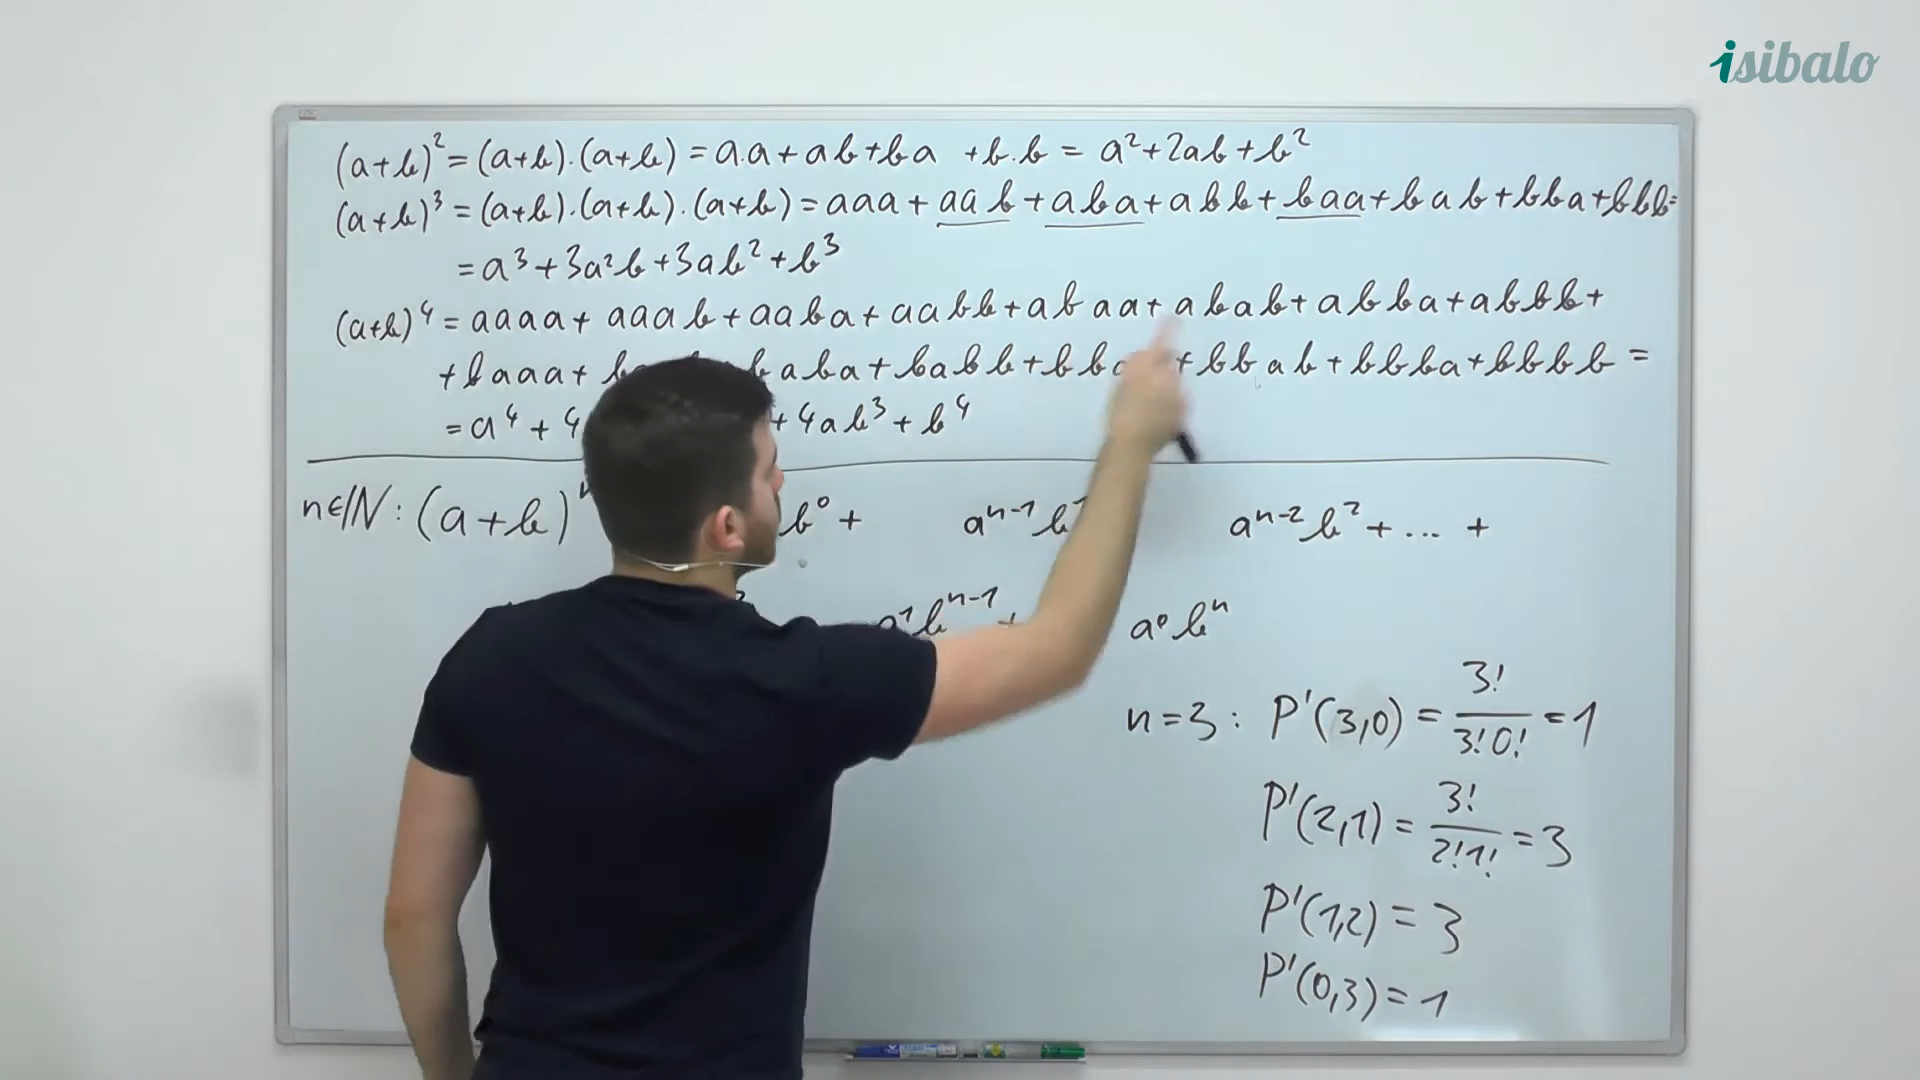 isibalo
(a+b)² = (a+b).(a+b) = a.a + ab + ba + b.b = a² + 2ab + b²
(a+b)³ = (a+b).(a+b).(a+b) = aaa + aab + aba + abb + baa + bab + bba + bbb =
= a³ + 3a²b + 3ab² + b³
(a+b)⁴ = aaaa + aaab + aaba + aabb + abaa + abab + abba + abbb +
+ baaa + aba + babb + bb + bbab + bbba + bbbb =
= a⁴ + 4 + 4ab³ + b⁴
n∈N: (a+b) b⁰ + aⁿ⁻¹b aⁿ⁻²b² + ... +
a¹bⁿ⁻¹ + a⁰bⁿ
n=3: P'(3,0) = 3!/3!0! = 1
P'(2,1) = 3!/2!1! = 3
P'(1,2) = 3
P'(0,3) = 1